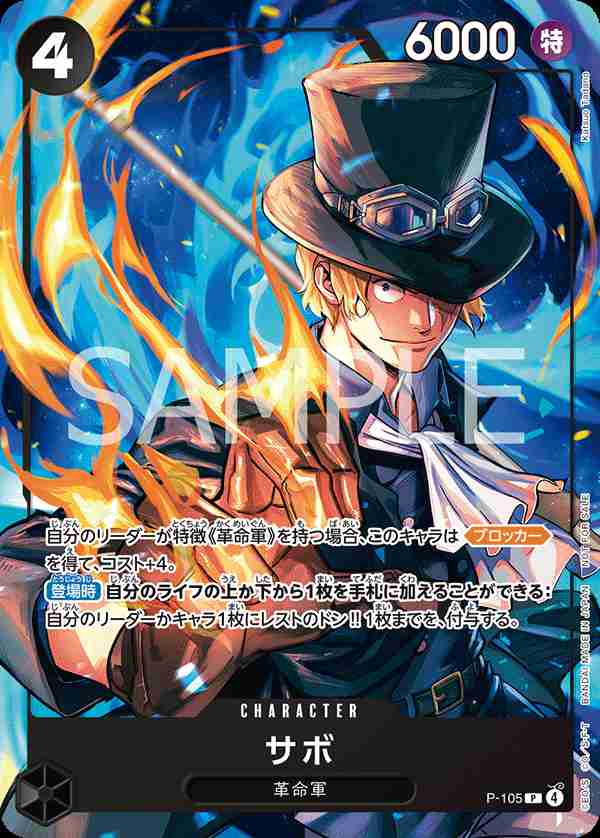 4
6000 特
Katsuo Tadano
SAMPLE
自分のリーダーが特徴《革命軍》を持つ場合、このキャラは ブロッカー
を得て、コスト+4。
登場時 自分のライフの上か下から1枚を手札に加えることができる:
自分のリーダーかキャラ1枚にレストのドン!! 1枚までを、付与する。
CHARACTER
サボ
革命軍
P-105 P 4
©E.O/S. ©O./S·F·T BANDAI MADE IN JAPAN NOT FOR SALE